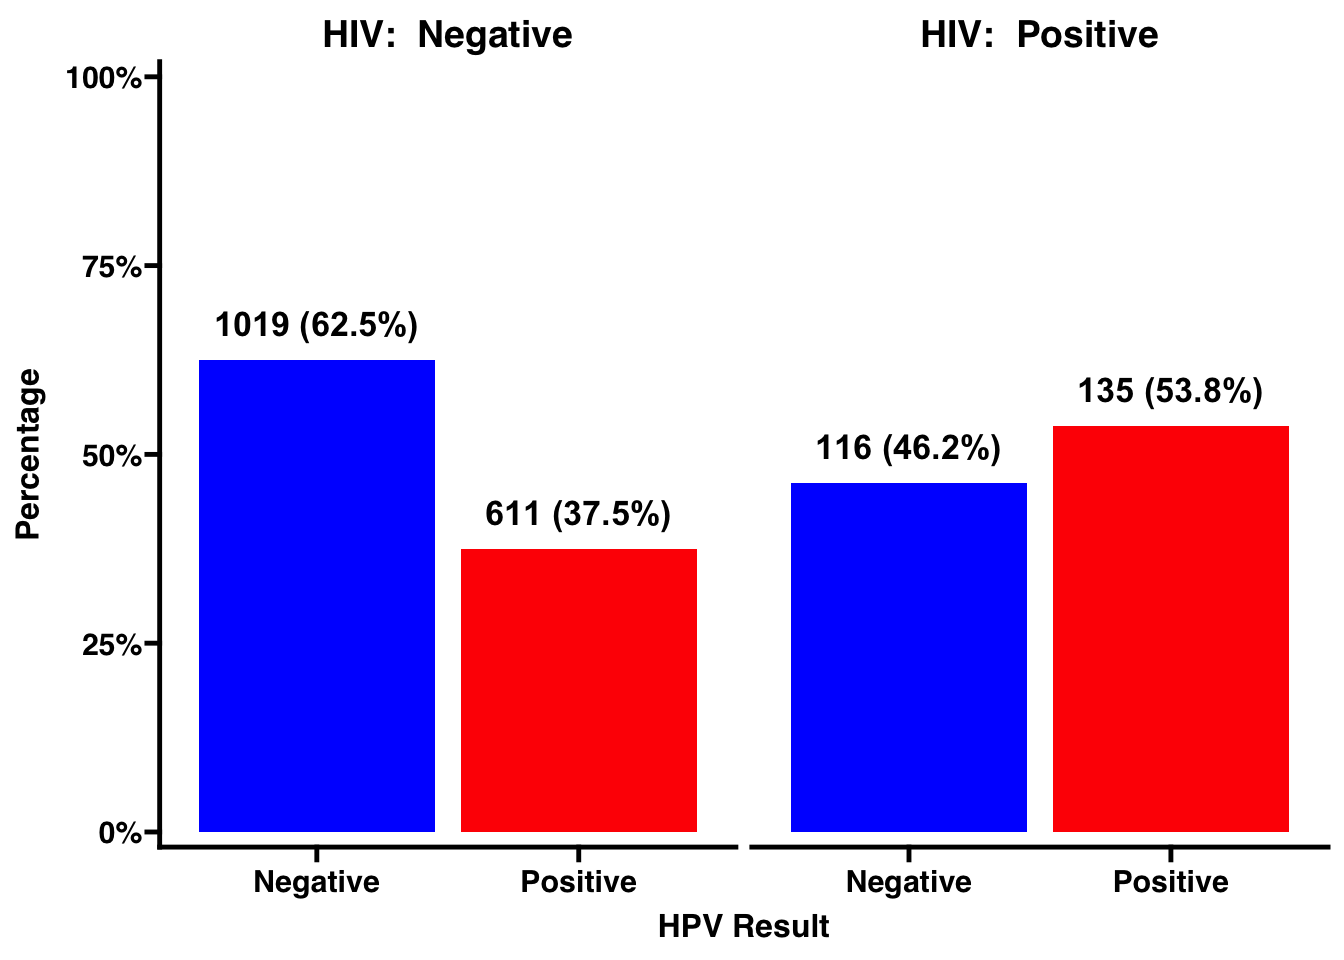 HIV:  Negative
HIV:  Positive
100%
75%
50%
25%
0%
Percentage
1019 (62.5%)
611 (37.5%)
116 (46.2%)
135 (53.8%)
Negative
Positive
Negative
Positive
HPV Result